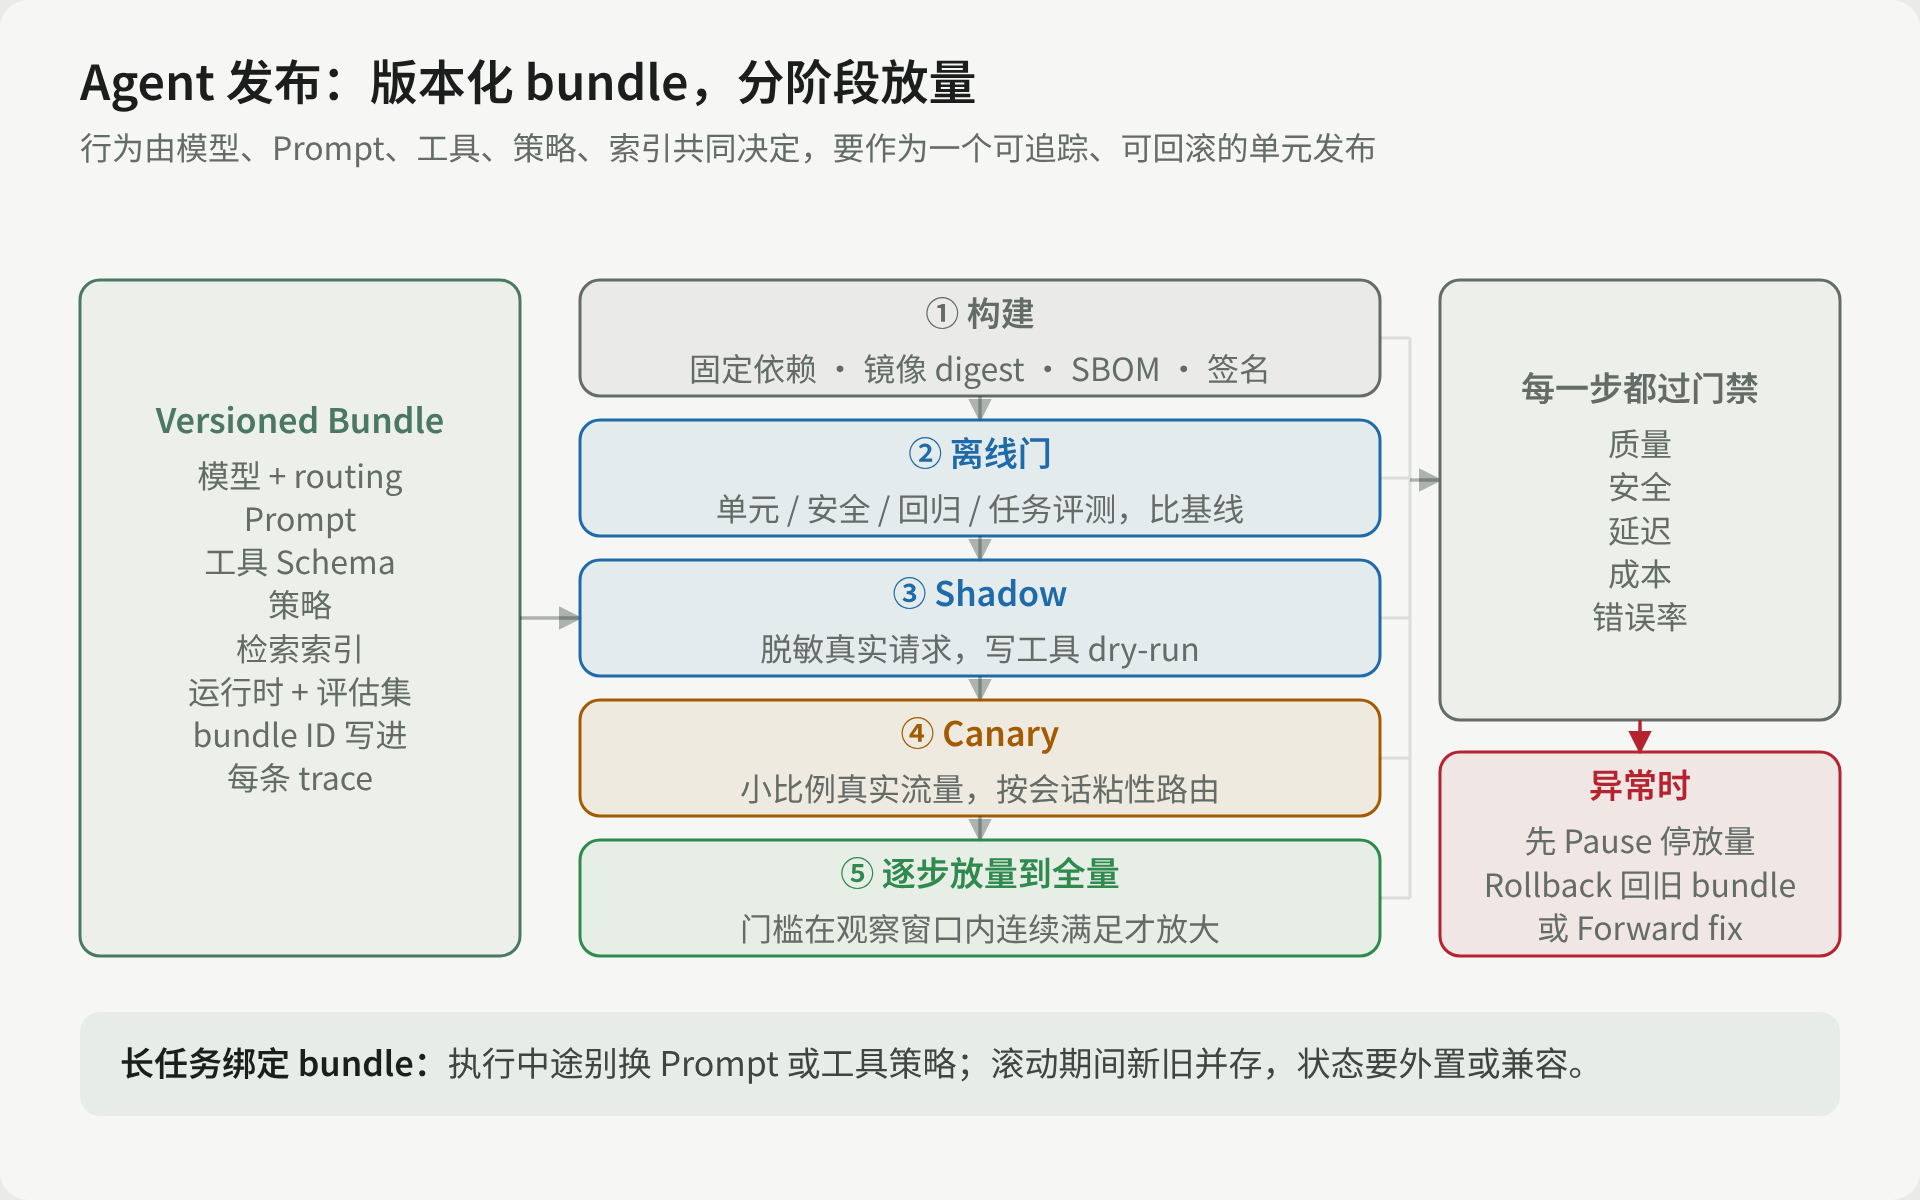 Agent 发布：版本化 bundle，分阶段放量
行为由模型、Prompt、工具、策略、索引共同决定，要作为一个可追踪、可回滚的单元发布
Versioned Bundle
模型 + routing
Prompt
工具 Schema
策略
检索索引
运行时 + 评估集
bundle ID 写进
每条 trace
① 构建
固定依赖 · 镜像 digest · SBOM · 签名
② 离线门
单元 / 安全 / 回归 / 任务评测，比基线
③ Shadow
脱敏真实请求，写工具 dry-run
④ Canary
小比例真实流量，按会话粘性路由
⑤ 逐步放量到全量
门槛在观察窗口内连续满足才放大
每一步都过门禁
质量
安全
延迟
成本
错误率
异常时
先 Pause 停放量
Rollback 回旧 bundle
或 Forward fix
长任务绑定 bundle：执行中途别换 Prompt 或工具策略；滚动期间新旧并存，状态要外置或兼容。